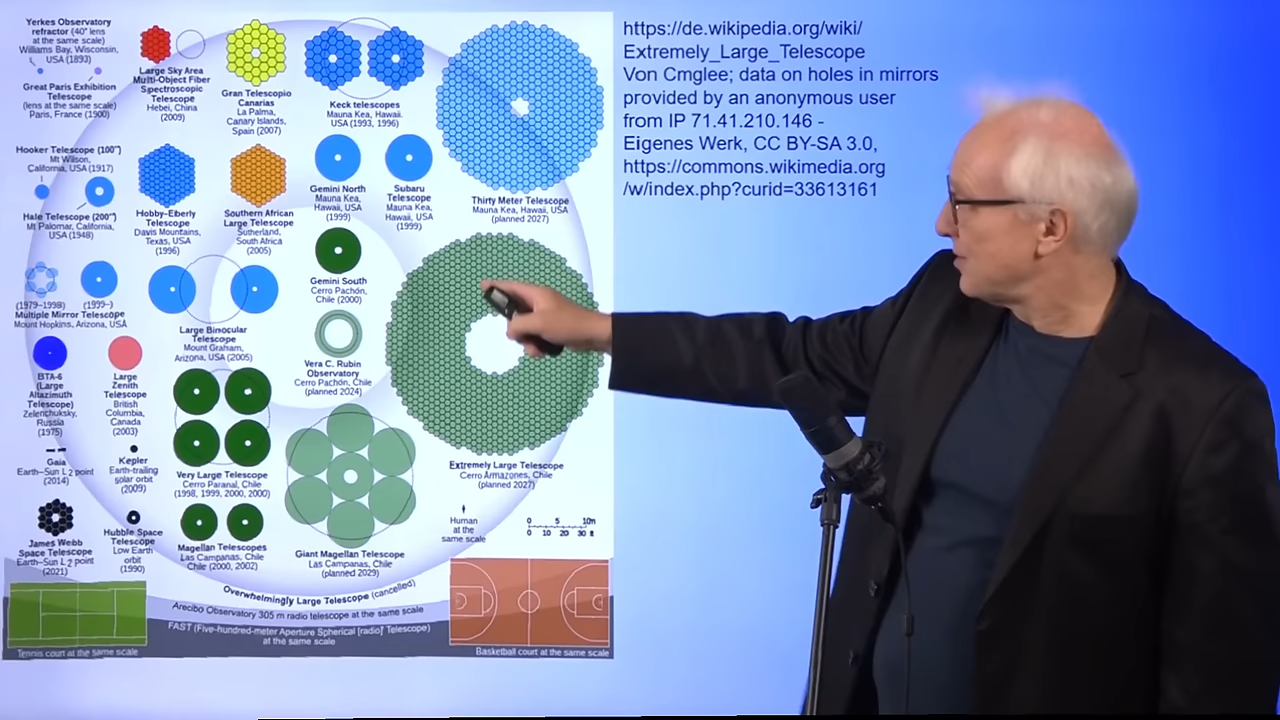 Yerkes Observatory
refractor (40" lens
at the same scale)
Williams Bay, Wisconsin,
USA (1893)
Great Paris Exhibition
Telescope
(lens at the same scale)
Paris, France (1900)
Large Sky Area
Multi-Object Fiber
Spectroscopic
Telescope
Hebei, China
(2009)
Gran Telescopio
Canarias
La Palma,
Canary Islands,
Spain (2007)
Keck telescopes
Mauna Kea, Hawaii,
USA (1993, 1996)
Thirty Meter Telescope
Mauna Kea, Hawaii, USA
(planned 2027)
Hooker Telescope (100")
Mt Wilson,
California, USA (1917)
Hale Telescope (200")
Mt Palomar, California,
USA (1948)
Hobby-Eberly
Telescope
Davis Mountains,
Texas, USA
(1996)
Southern African
Large Telescope
Sutherland,
South Africa
(2005)
Gemini North
Mauna Kea,
Hawaii, USA
(1999)
Subaru
Telescope
Mauna Kea,
Hawaii, USA
(1999)
Gemini South
Cerro Pachón,
Chile (2000)
(1979–1998) (1999–)
Multiple Mirror Telescope
Mount Hopkins, Arizona, USA
Large Binocular
Telescope
Mount Graham,
Arizona, USA (2005)
Vera C. Rubin
Observatory
Cerro Pachón, Chile
(planned 2024)
BTA-6
(Large
Altazimuth
Telescope)
Zelenchuksky,
Russia
(1975)
Large
Zenith
Telescope
British
Columbia,
Canada
(2003)
Gaia
Earth–Sun L2 point
(2014)
Kepler
Earth-trailing
solar orbit
(2009)
Very Large Telescope
Cerro Paranal, Chile
(1998, 1999, 2000, 2000)
Extremely Large Telescope
Cerro Armazones, Chile
(planned 2027)
James Webb
Space Telescope
Earth–Sun L2 point
(2021)
Hubble Space
Telescope
Low Earth
orbit
(1990)
Magellan Telescopes
Las Campanas, Chile
Chile (2000, 2002)
Giant Magellan Telescope
Las Campanas, Chile
(planned 2029)
Human
at the
same scale
0 5 10m
0 10 20 30 ft
Overwhelmingly Large Telescope (cancelled)
Arecibo Observatory 305 m radio telescope at the same scale
FAST (Five-hundred-meter Aperture Spherical [radio] Telescope)
at the same scale
Tennis court at the same scale
Basketball court at the same scale
https://de.wikipedia.org/wiki/
Extremely_Large_Telescope
Von Cmglee; data on holes in mirrors
provided by an anonymous user
from IP 71.41.210.146 -
Eigenes Werk, CC BY-SA 3.0,
https://commons.wikimedia.org
/w/index.php?curid=33613161